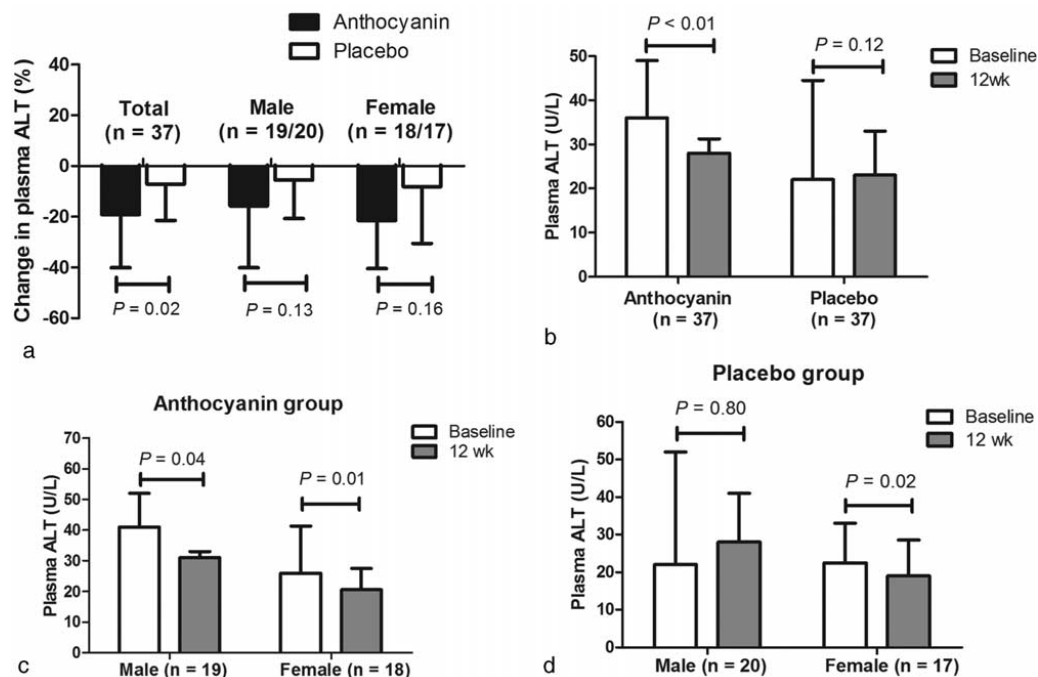 Anthocyanin
Placebo
Change in plasma ALT (%)
40
20
0
-20
-40
-60
Total
(n = 37)
Male
(n = 19/20)
Female
(n = 18/17)
P = 0.02
P = 0.13
P = 0.16
a
P < 0.01
P = 0.12
Baseline
12wk
Plasma ALT (U/L)
50
40
30
20
10
0
Anthocyanin
(n = 37)
Placebo
(n = 37)
b
Anthocyanin group
Baseline
12 wk
Plasma ALT (U/L)
70
60
50
40
30
20
10
0
P = 0.04
P = 0.01
Male (n = 19)
Female (n = 18)
c
Placebo group
Baseline
12 wk
Plasma ALT (U/L)
60
50
40
30
20
10
0
P = 0.80
P = 0.02
Male (n = 20)
Female (n = 17)
d